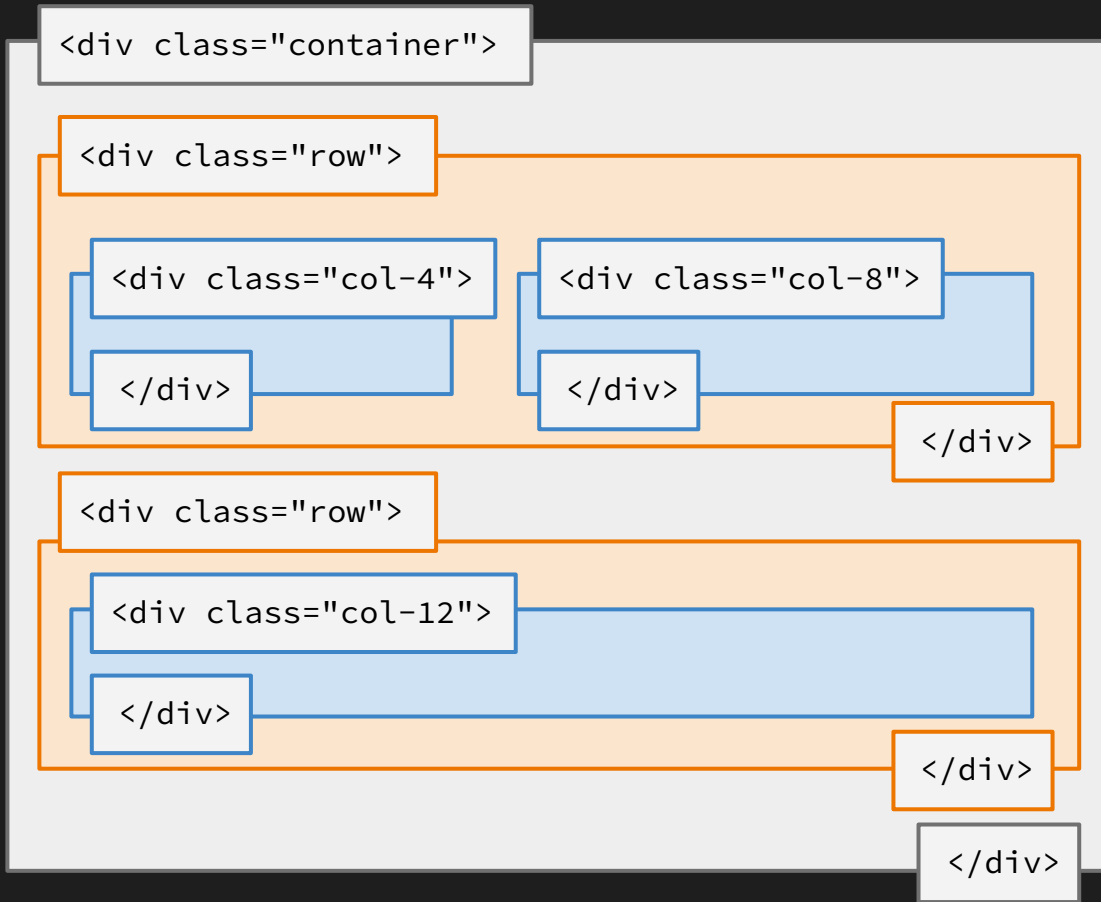 <div class="container">
<div class="row">
<div class="col-4"> <div class="col-8">
</div> </div>
</div>
<div class="row">
<div class="col-12">
</div>
</div>
</div>